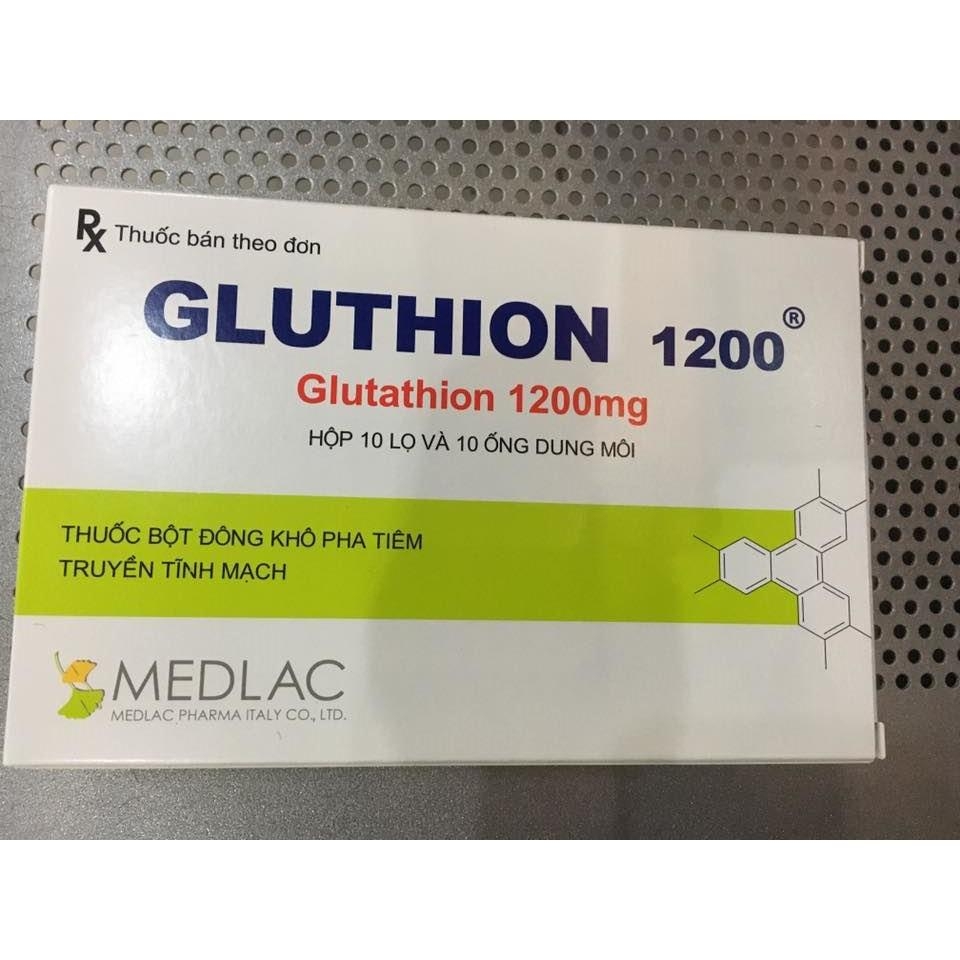 Rx Thuốc bán theo đơn
GLUTHION 1200®
Glutathion 1200mg
HỘP 10 LỌ VÀ 10 ỐNG DUNG MÔI
THUỐC BỘT ĐÔNG KHÔ PHA TIÊM
TRUYỀN TĨNH MẠCH
MEDLAC
MEDLAC PHARMA ITALY CO., LTD.